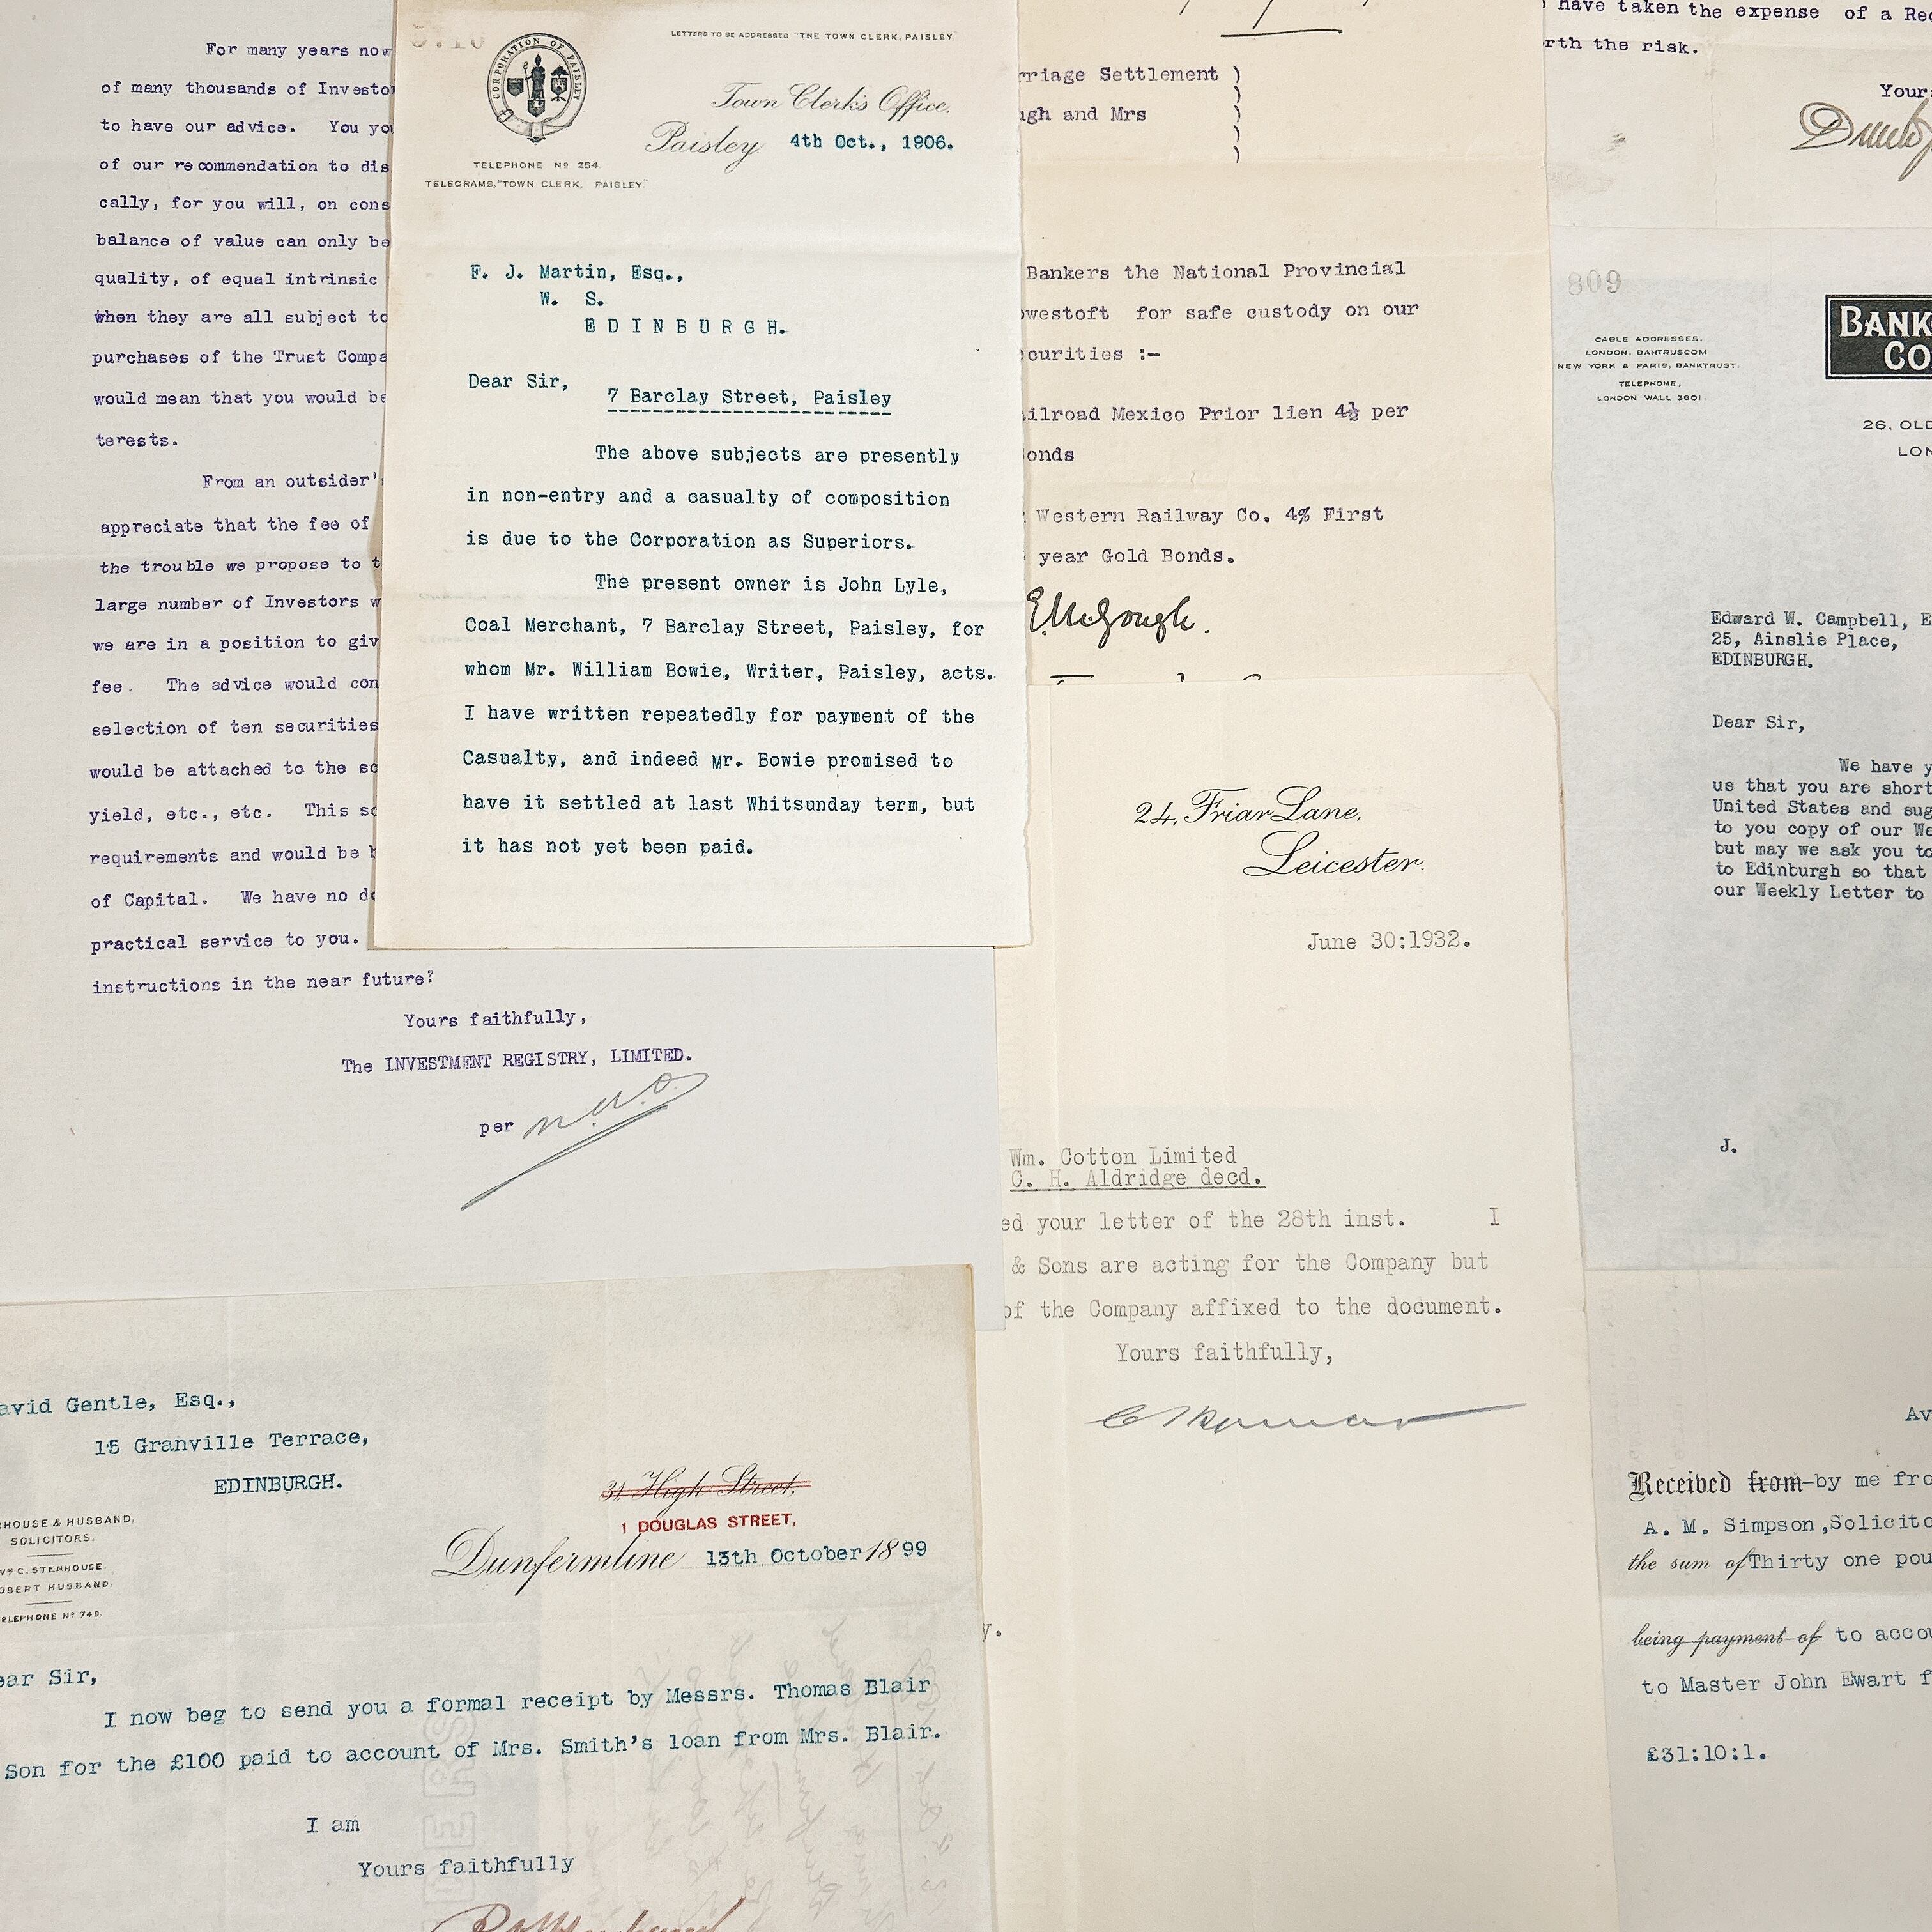 For many years now
of many thousands of
to have our advice. You
of our recommendation to
cally, for you will, on
balance of value can only be
quality, of equal intrinsic
when they are all subject to
purchases of the Trust
would mean that you would be
terests.
From an
appreciate that the fee of
the trouble we propose to
large number of Investors
we are in a position to
fee. The advice would
selection of ten securities
would be attached to the
yield, etc., etc. This
requirements and would be
of Capital. We have no
practical service to you.
instructions in the near future?
Yours faithfully,
The INVESTMENT REGISTRY, LIMITED.
per
CORPORATION OF PAISLEY
LETTERS TO BE ADDRESSED "THE TOWN CLERK, PAISLEY."
Town Clerk's Office,
Paisley 4th Oct., 1906.
TELEPHONE No 254.
TELEGRAMS, "TOWN CLERK, PAISLEY."
F. J. Martin, Esq.,
W. S.
EDINBURGH.
Dear Sir,
7 Barclay Street, Paisley
The above subjects are presently
in non-entry and a casualty of composition
is due to the Corporation as Superiors.
The present owner is John Lyle,
Coal Merchant, 7 Barclay Street, Paisley, for
whom Mr. William Bowie, Writer, Paisley, acts.
I have written repeatedly for payment of the
Casualty, and indeed Mr. Bowie promised to
have it settled at last Whitsunday term, but
it has not yet been paid.
rriage Settlement )
ugh and Mrs )
Bankers the National Provincial
owestoft for safe custody on our
curities :-
ilroad Mexico Prior lien 4½ per
onds
Western Railway Co. 4% First
year Gold Bonds.
have taken the expense of a
rth the risk.
Your
809
CABLE ADDRESSES,
LONDON, BANTRUSCOM
NEW YORK & PARIS, BANKTRUST.
TELEPHONE,
LONDON WALL 3601.
BANK
CO
26, OLD
LON
Edward W. Campbell, E
25, Ainslie Place,
EDINBURGH.
Dear Sir,
We have y
us that you are short
United States and sug
to you copy of our We
but may we ask you to
to Edinburgh so that
our Weekly Letter to
J.
24, Friar Lane,
Leicester.
June 30:1932.
Wm. Cotton Limited
C. H. Aldridge decd.
ed your letter of the 28th inst. I
& Sons are acting for the Company but
of the Company affixed to the document.
Yours faithfully,
y.
avid Gentle, Esq.,
15 Granville Terrace,
EDINBURGH.
HOUSE & HUSBAND,
SOLICITORS.
Wm C. STENHOUSE.
OBERT HUSBAND.
ELEPHONE No 749.
31, High Street,
1 DOUGLAS STREET,
Dunfermline 13th October 1899
ear Sir,
I now beg to send you a formal receipt by Messrs. Thomas Blair
Son for the £100 paid to account of Mrs. Smith's loan from Mrs. Blair.
I am
Yours faithfully
Av
Received from by me fro
A. M. Simpson, Solicito
the sum of Thirty one pou
being payment of to accou
to Master John Ewart f
£31:10:1.